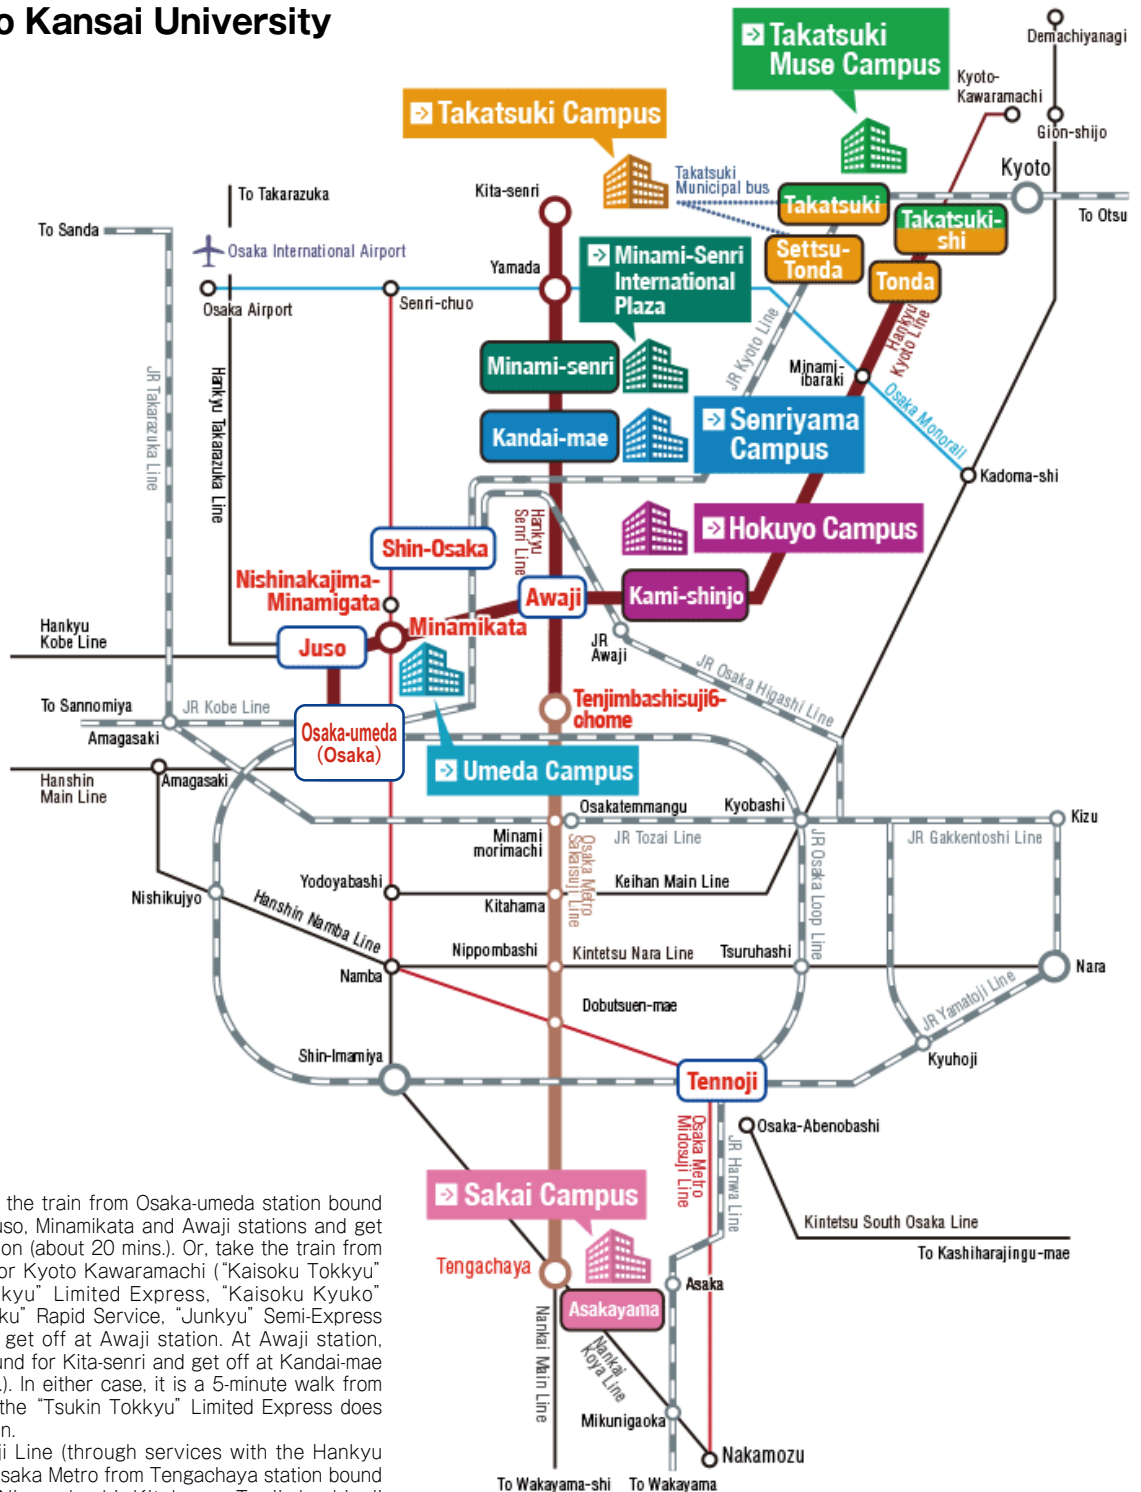 o Kansai University
Takatsuki
Muse Campus
Demachiyanagi
Kyoto-
Kawaramachi
Gion-shijo
Takatsuki Campus
Kyoto
Takatsuki
Municipal bus
To Takarazuka
Kita-senri
Takatsuki
To Otsu
Takatsuki-
shi
To Sanda
Osaka International Airport
Settsu-
Tonda
Minami-Senri
International
Plaza
Yamada
Tonda
Osaka Airport
Senri-chuo
Hankyu
Kyoto Line
JR Kyoto Line
Minami-
ibaraki
Minami-senri
JR Takarazuka Line
Hankyu Takarazuka Line
Osaka Monorail
Senriyama
Campus
Kandai-mae
Kadoma-shi
Hokuyo Campus
Hankyu
Senri Line
Shin-Osaka
Nishinakajima-
Minamigata
Awaji
Kami-shinjo
Minamikata
Hankyu
Kobe Line
Juso
JR
Awaji
JR Osaka Higashi Line
To Sannomiya
JR Kobe Line
Tenjimbashisuji6-
chome
Amagasaki
Osaka-umeda
(Osaka)
Umeda Campus
Hanshin
Main Line
Amagasaki
Osakatemmangu
Kyobashi
Kizu
Minami
morimachi
JR Tozai Line
JR Gakkentoshi Line
Osaka Metro
Sakaisuji Line
JR Osaka Loop Line
Yodoyabashi
Keihan Main Line
Nishikujyo
Kitahama
Hanshin Namba Line
Nippombashi
Kintetsu Nara Line
Tsuruhashi
Namba
Nara
Dobutsuen-mae
JR Yamatoji Line
Shin-Imamiya
Kyuhoji
Tennoji
Osaka Metro
Midosuji Line
JR Hanwa Line
Osaka-Abenobashi
Sakai Campus
Kintetsu South Osaka Line
To Kashiharajingu-mae
Tengachaya
Asaka
Asakayama
Nankai Main Line
Nankai
Koya Line
Mikunigaoka
Nakamozu
To Wakayama-shi
To Wakayama
the train from Osaka-umeda station bound
uso, Minamikata and Awaji stations and get
on (about 20 mins.). Or, take the train from
or Kyoto Kawaramachi (“Kaisoku Tokkyu”
kyu” Limited Express, “Kaisoku Kyuko”
ku” Rapid Service, “Junkyu” Semi-Express
get off at Awaji station. At Awaji station,
und for Kita-senri and get off at Kandai-mae
.). In either case, it is a 5-minute walk from
the “Tsukin Tokkyu” Limited Express does
n.
ji Line (through services with the Hankyu
saka Metro from Tengachaya station bound